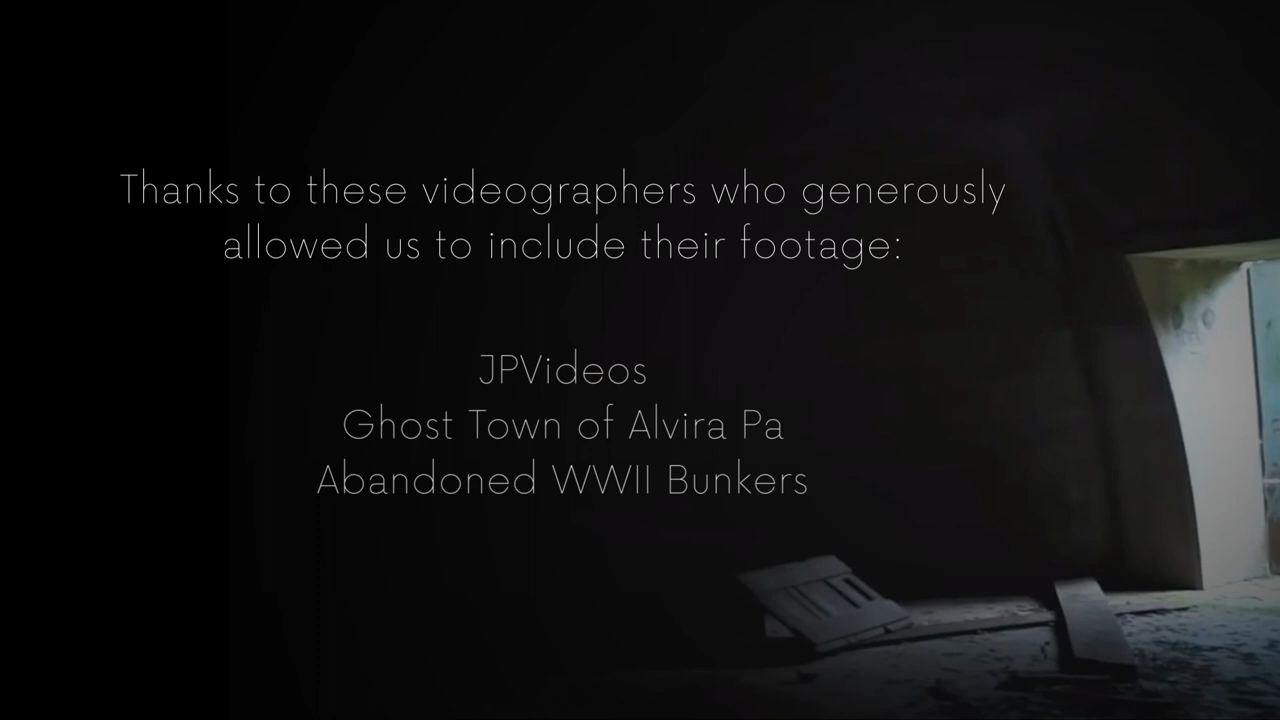 Thanks to these videographers who generously
allowed us to include their footage:
JPVideos
Ghost Town of Alvira Pa
Abandoned WWII Bunkers